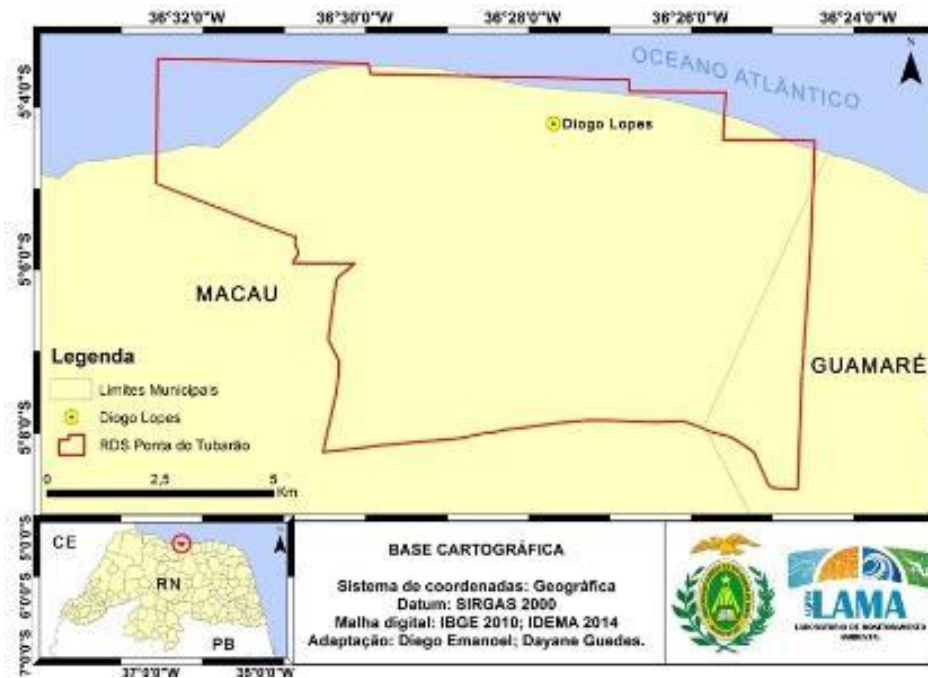 36°32'0"W 36°30'0"W 36°28'0"W 36°26'0"W 36°24'0"W
N
OCEANO ATLÂNTICO
5°4'0"S
Diogo Lopes
5°6'0"S
MACAU
GUAMARÉ
Legenda
Limites Municipais
Diogo Lopes
RDS Ponta do Tubarão
5°8'0"S
0 2,5 5
Km
CE
RN
PB
5°0'0"S
6°0'0"S
7°0'0"S
37°0'0"W 35°0'0"W
BASE CARTOGRÁFICA
Sistema de coordenadas: Geográfica
Datum: SIRGAS 2000
Malha digital: IBGE 2010; IDEMA 2014
Adaptação: Diego Emanoel; Dayane Guedes.
LAMA
LABORATÓRIO DE MONITORAMENTO
AMBIENTAL